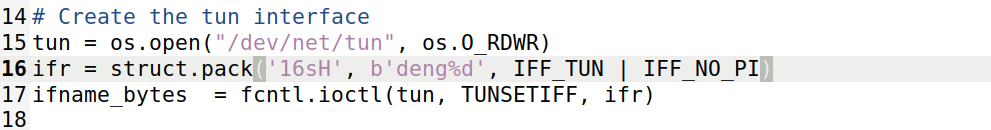 14 # Create the tun interface
15 tun = os.open("/dev/net/tun", os.O_RDWR)
16 ifr = struct.pack('16sH', b'deng%d', IFF_TUN | IFF_NO_PI)
17 ifname_bytes  = fcntl.ioctl(tun, TUNSETIFF, ifr)
18